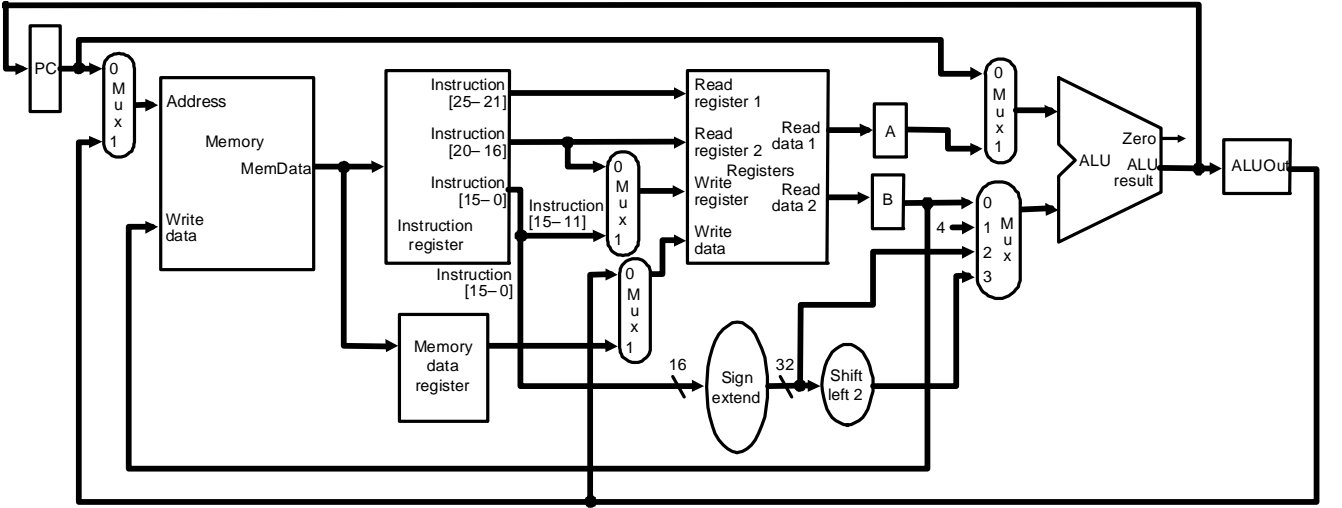 PC
0
M
u
x
1
Address
Memory
MemData
Write
data
Instruction
[25–21]
Instruction
[20–16]
Instruction
[15–0]
Instruction
register
Instruction
[15–11]
Instruction
[15–0]
Memory
data
register
0
M
u
x
1
0
M
u
x
1
Read
register 1
Read
register 2
Registers
Write
register
Write
data
Read
data 1
Read
data 2
16
Sign
extend
32
Shift
left 2
A
B
4
0
M
u
x
1
0
1
2
3
M
u
x
Zero
ALU
ALU
result
ALUOut